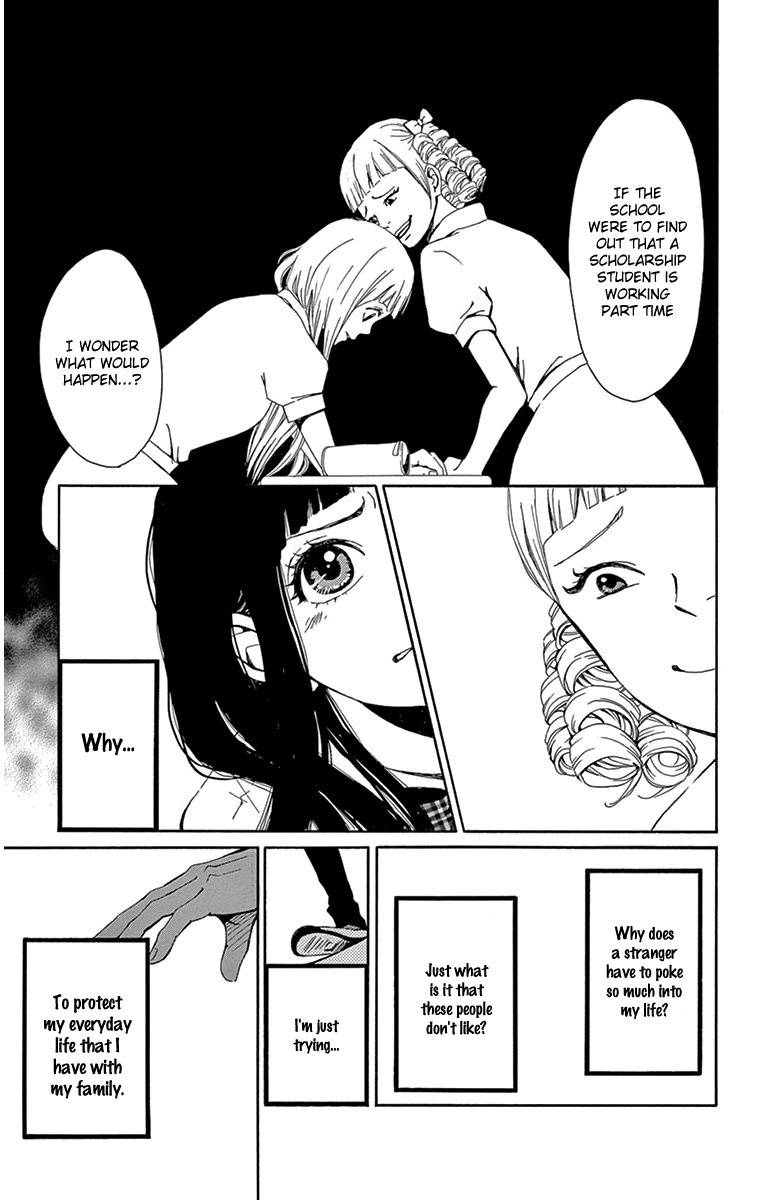 IF THE
SCHOOL
WERE TO FIND
OUT THAT A
SCHOLARSHIP
STUDENT IS
WORKING
PART TIME
I WONDER
WHAT WOULD
HAPPEN...?
Why...
Why does
a stranger
have to poke
so much into
my life?
Just what
is it that
these people
don't like?
I'm just
trying...
To protect
my everyday
life that I
have with
my family.